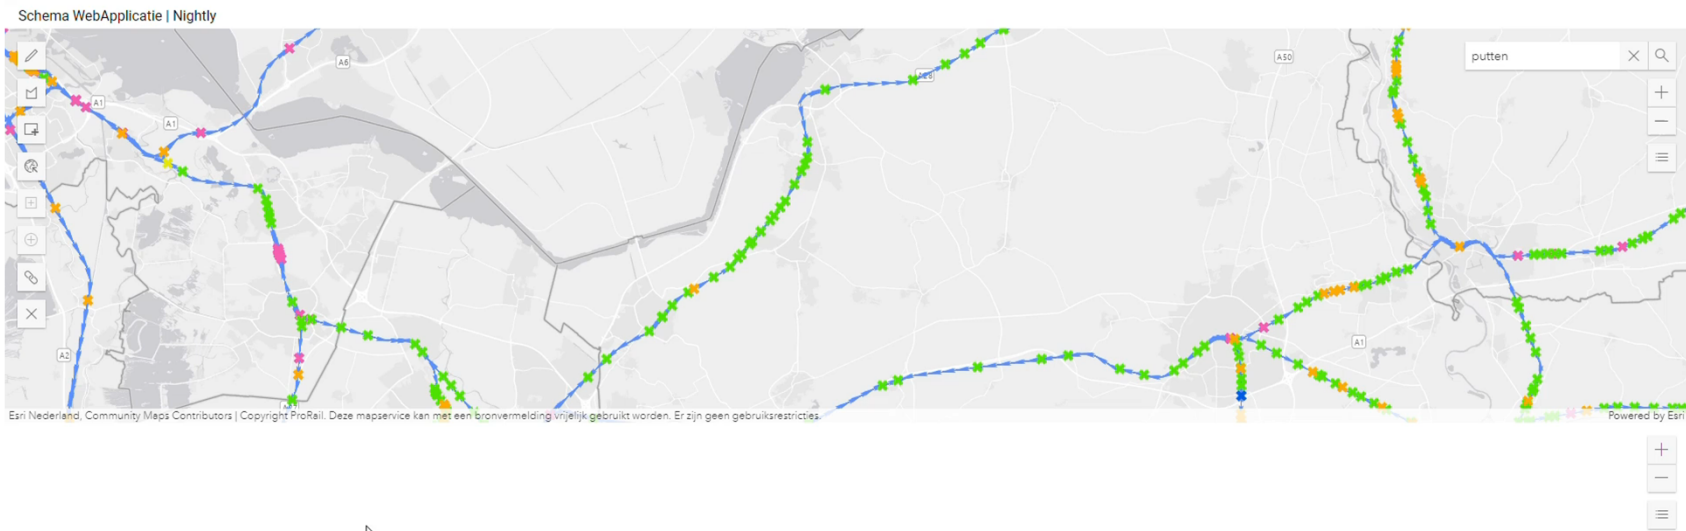 Schema WebApplicatie | Nightly
A6
A50
putten
A1
A1
A2
A1
Esri Nederland, Community Maps Contributors | Copyright ProRail. Deze mapservice kan met een bronvermelding vrijelijk gebruikt worden. Er zijn geen gebruiksrestricties.
Powered by Esri